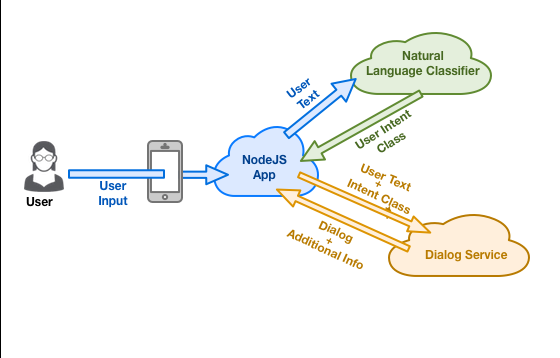 Natural
Language Classifier
User
Text
User Intent
Class
NodeJS
App
User
User
Input
User Text
+
Intent Class
+
Dialog
+
Additional Info
Dialog Service